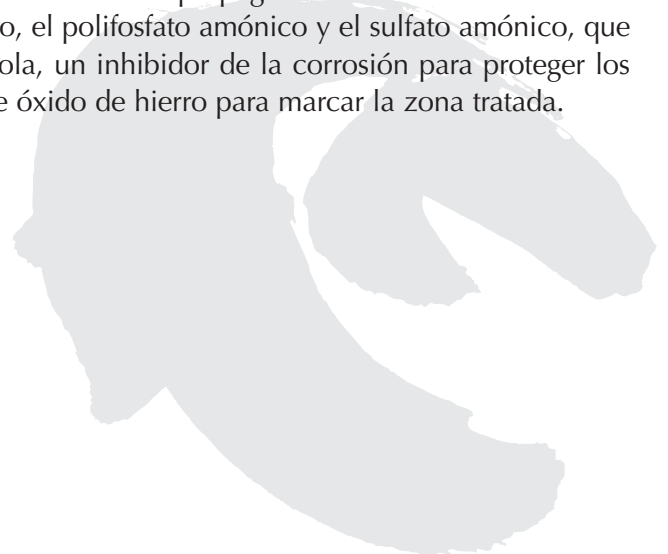 o, el polifosfato amónico y el sulfato amónico, que
ola, un inhibidor de la corrosión para proteger los
e óxido de hierro para marcar la zona tratada.